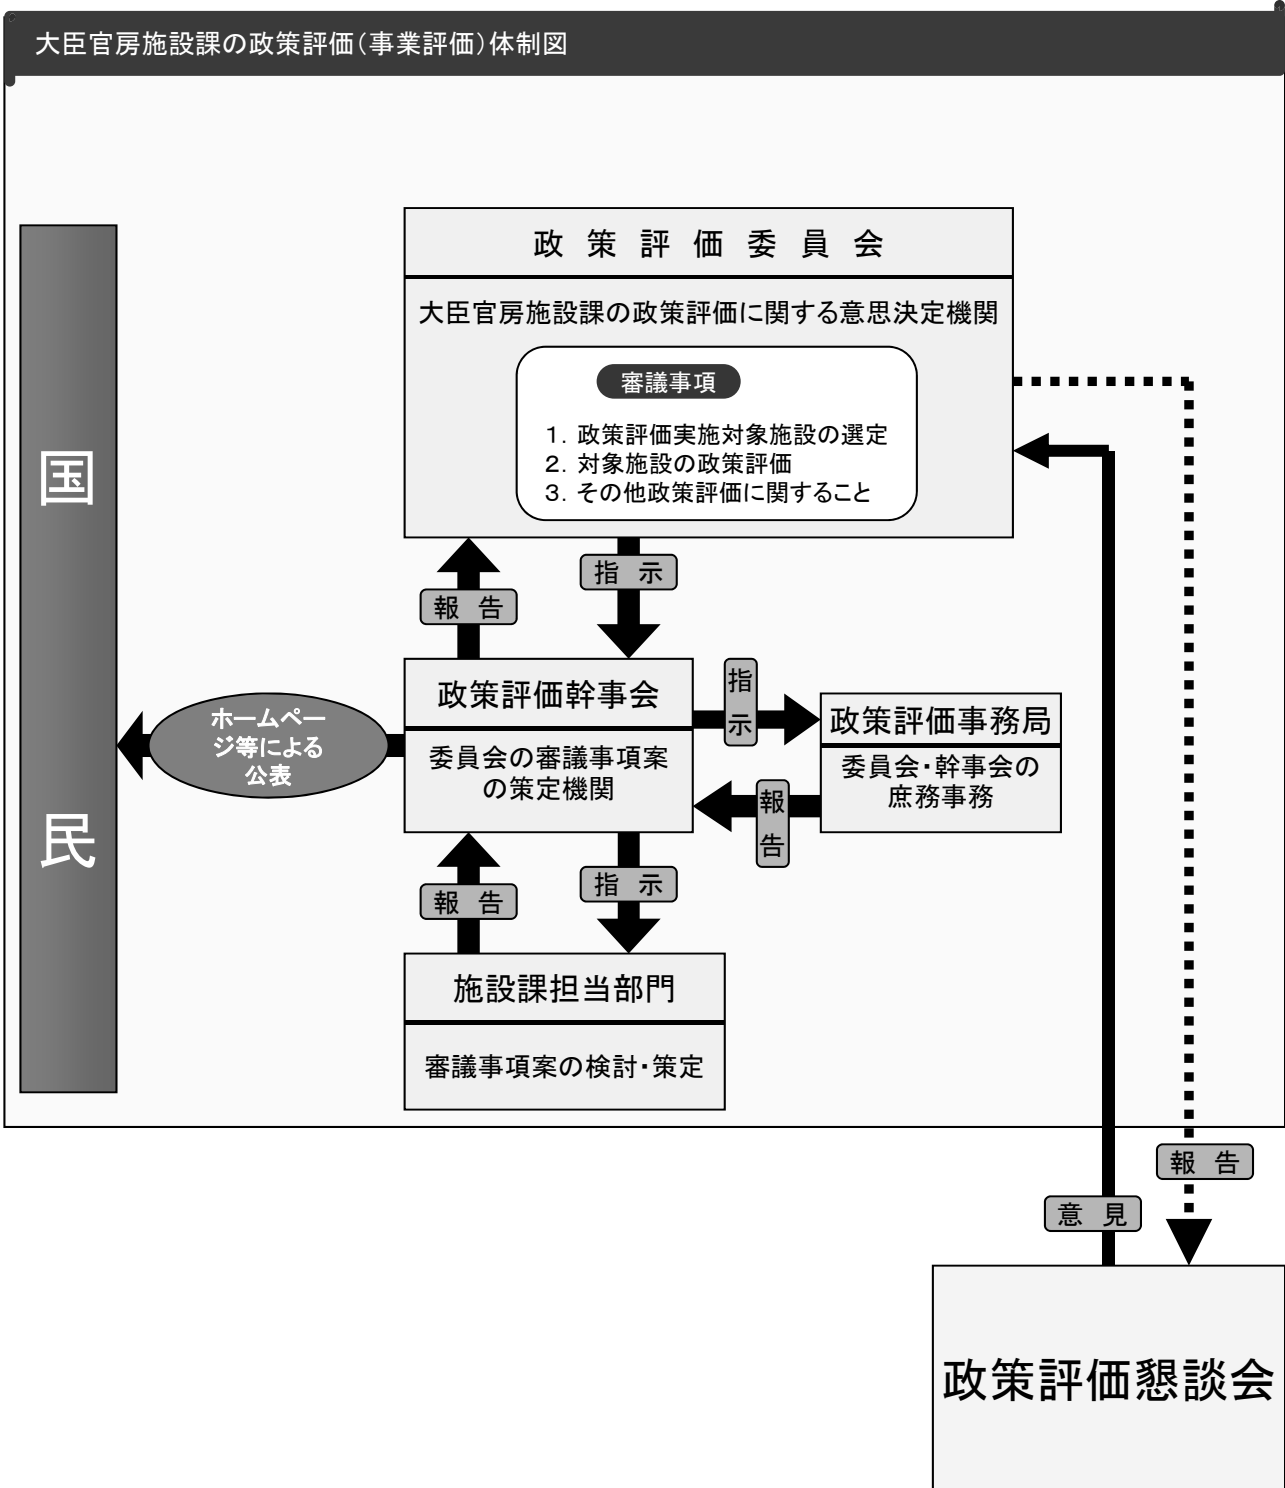 大臣官房施設課の政策評価(事業評価)体制図
政策評価委員会
大臣官房施設課の政策評価に関する意思決定機関
審議事項
1. 政策評価実施対象施設の選定
2. 対象施設の政策評価
3. その他政策評価に関すること
国民
指示
報告
政策評価幹事会
委員会の審議事項案
の策定機関
指示
報告
政策評価事務局
委員会・幹事会の
庶務事務
ホームペー
ジ等による
公表
報告
指示
施設課担当部門
審議事項案の検討・策定
報告
意見
政策評価懇談会